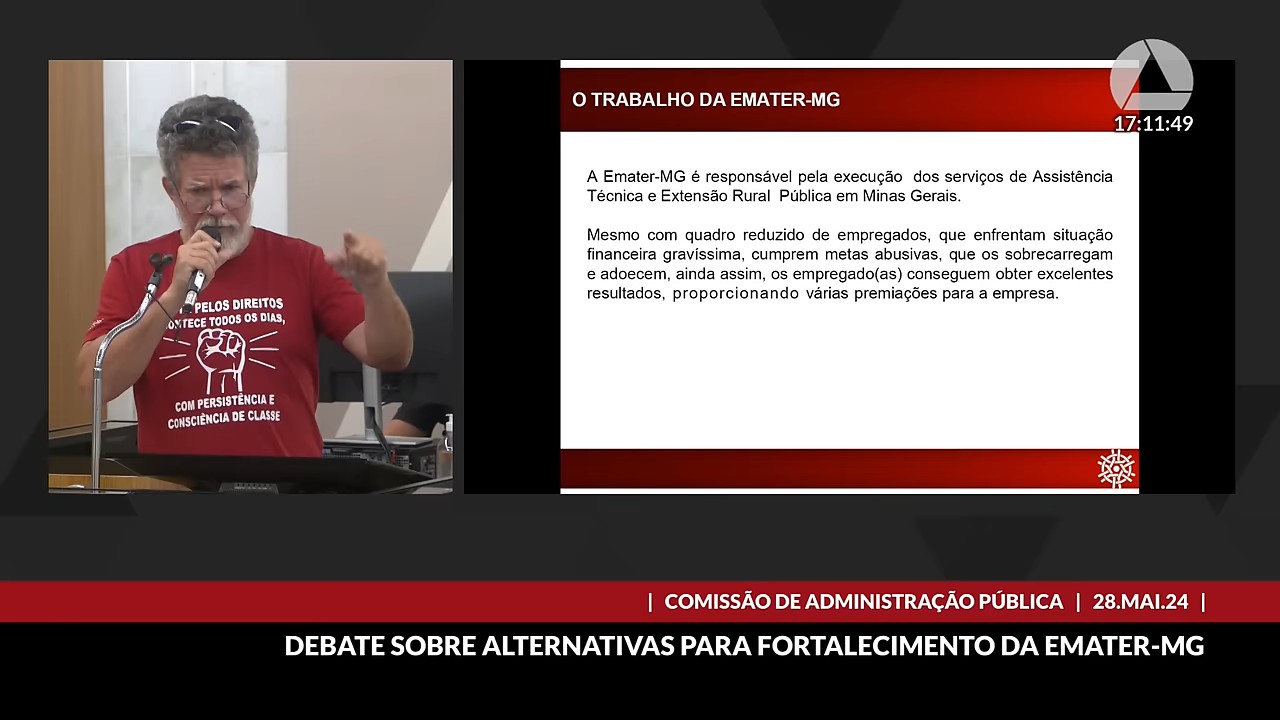 O TRABALHO DA EMATER-MG
17:11:49
A Emater-MG é responsável pela execução dos serviços de Assistência
Técnica e Extensão Rural Pública em Minas Gerais.
Mesmo com quadro reduzido de empregados, que enfrentam situação
financeira gravíssima, cumprem metas abusivas, que os sobrecarregam
e adoecem, ainda assim, os empregado(as) conseguem obter excelentes
resultados, proporcionando várias premiações para a empresa.
PELOS DIREITOS
TODOS OS DIAS,
COM PERSISTÊNCIA E
CONSCIÊNCIA DE CLASSE
| COMISSÃO DE ADMINISTRAÇÃO PÚBLICA | 28.MAI.24 |
DEBATE SOBRE ALTERNATIVAS PARA FORTALECIMENTO DA EMATER-MG